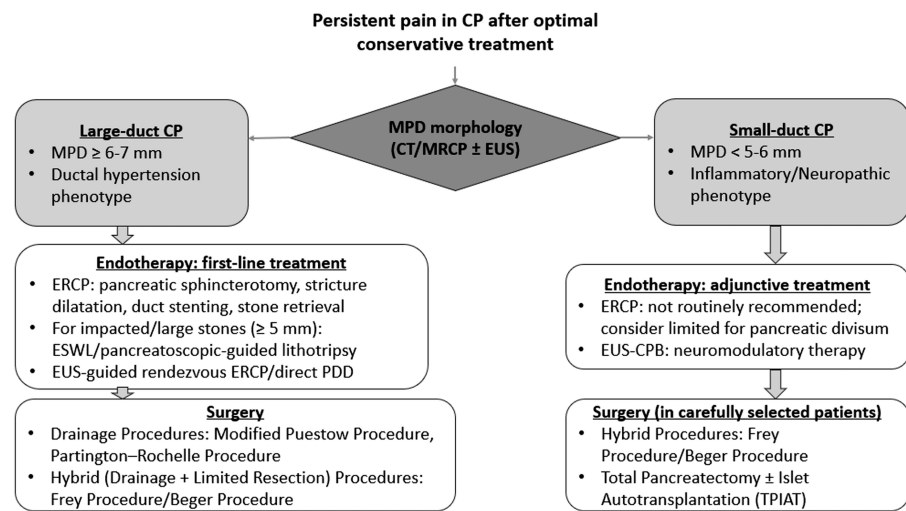 Persistent pain in CP after optimal
conservative treatment
MPD morphology
(CT/MRCP ± EUS)
Large-duct CP
• MPD ≥ 6-7 mm
• Ductal hypertension
phenotype
Small-duct CP
• MPD < 5-6 mm
• Inflammatory/Neuropathic
phenotype
Endotherapy: first-line treatment
• ERCP: pancreatic sphincterotomy, stricture
dilatation, duct stenting, stone retrieval
• For impacted/large stones (≥ 5 mm):
ESWL/pancreatoscopic-guided lithotripsy
• EUS-guided rendezvous ERCP/direct PDD
Endotherapy: adjunctive treatment
• ERCP: not routinely recommended;
consider limited for pancreatic divisum
• EUS-CPB: neuromodulatory therapy
Surgery
• Drainage Procedures: Modified Puestow Procedure,
Partington–Rochelle Procedure
• Hybrid (Drainage + Limited Resection) Procedures:
Frey Procedure/Beger Procedure
Surgery (in carefully selected patients)
• Hybrid Procedures: Frey
Procedure/Beger Procedure
• Total Pancreatectomy ± Islet
Autotransplantation (TPIAT)